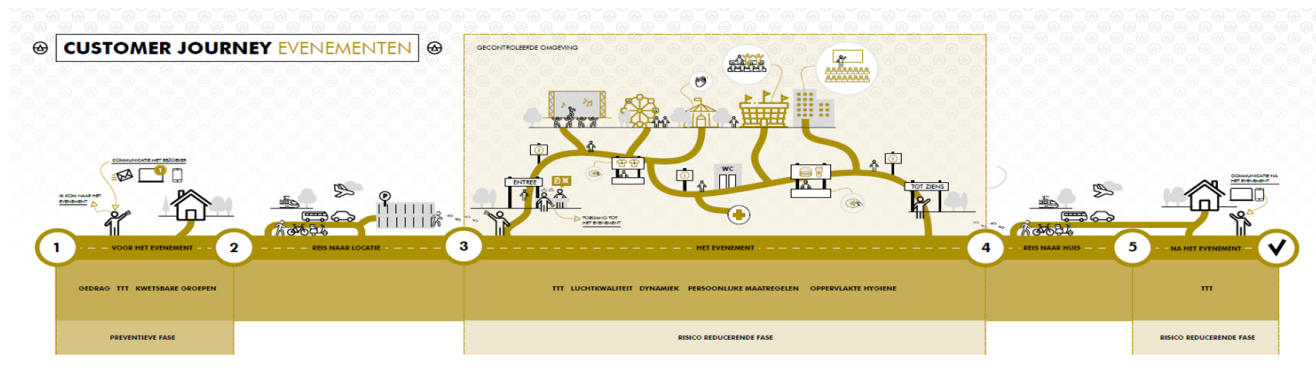 CUSTOMER JOURNEY EVENEMENTEN
GECONTROLEERDE OMGEVING
COMMUNICATIE MET BEZOEKER
1
IK KOM NAAR HET
EVENEMENT
P
ENTREE
TOEGANG TOT
HET EVENEMENT
WC
TOT ZIENS
COMMUNICATIE NA
HET EVENEMENT
1 VOOR HET EVENEMENT 2 REIS NAAR LOCATIE 3 HET EVENEMENT 4 REIS NAAR HUIS 5 NA HET EVENEMENT
GEDRAG TTT KWETSBARE GROEPEN
TTT LUCHTKWALITEIT DYNAMIEK PERSOONLIJKE MAATREGELEN OPPERVLAKTE HYGIENE
TTT
PREVENTIEVE FASE
RISICO REDUCERENDE FASE
RISICO REDUCERENDE FASE